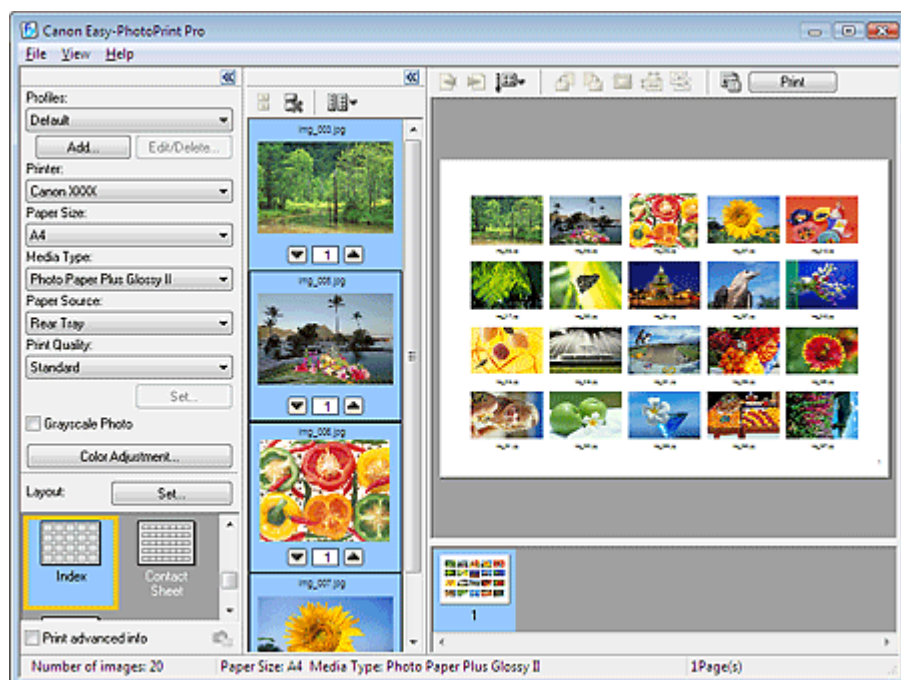 Canon Easy-PhotoPrint Pro
File View Help
Profiles:
Default
Add... Edit/Delete...
Printer:
Canon XXXX
Paper Size:
A4
Media Type:
Photo Paper Plus Glossy II
Paper Source:
Rear Tray
Print Quality:
Standard
Set...
Grayscale Photo
Color Adjustment...
Layout: Set...
Index
Contact
Sheet
Print advanced info
img_003.jpg
1
1
img_006.jpg
1
img_007.jpg
Print
1
1
Number of images: 20 Paper Size: A4 Media Type: Photo Paper Plus Glossy II 1Page(s)